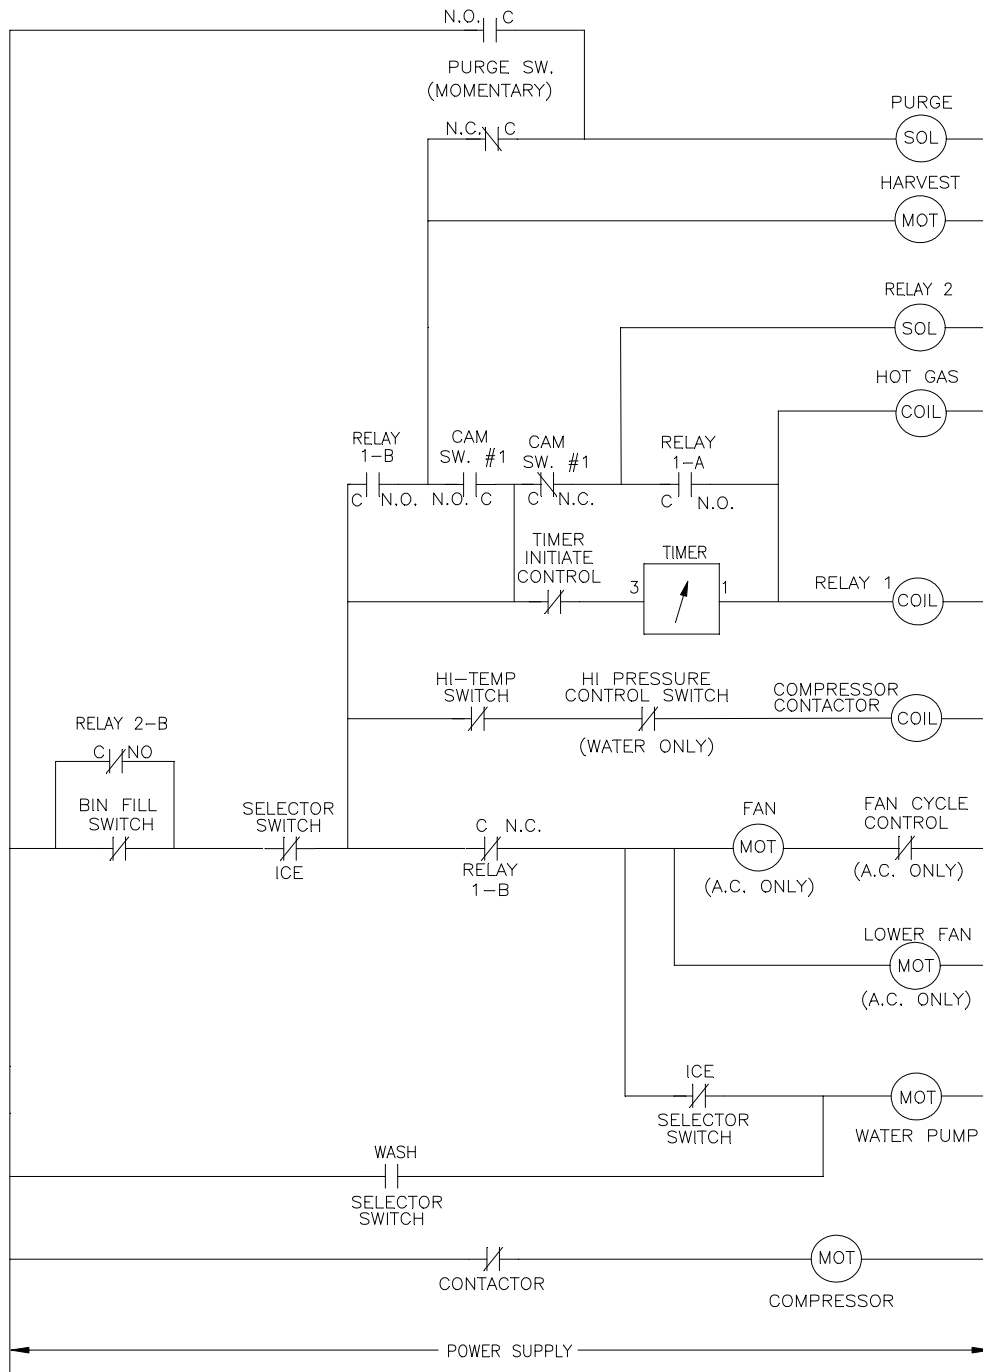 N.O. C
PURGE SW.
(MOMENTARY)
PURGE
N.C. C
SOL
HARVEST
MOT
RELAY 2
SOL
HOT GAS
COIL
RELAY
1-B
CAM
SW. #1
CAM
SW. #1
RELAY
1-A
C N.O.
N.O. C
C N.C.
C N.O.
TIMER
INITIATE
CONTROL
TIMER
3
1
RELAY 1
COIL
HI-TEMP
SWITCH
HI PRESSURE
CONTROL SWITCH
(WATER ONLY)
COMPRESSOR
CONTACTOR
COIL
RELAY 2-B
C NO
BIN FILL
SWITCH
SELECTOR
SWITCH
ICE
C N.C.
RELAY
1-B
FAN
MOT
(A.C. ONLY)
FAN CYCLE
CONTROL
(A.C. ONLY)
LOWER FAN
MOT
(A.C. ONLY)
ICE
SELECTOR
SWITCH
MOT
WATER PUMP
WASH
SELECTOR
SWITCH
CONTACTOR
MOT
COMPRESSOR
POWER SUPPLY